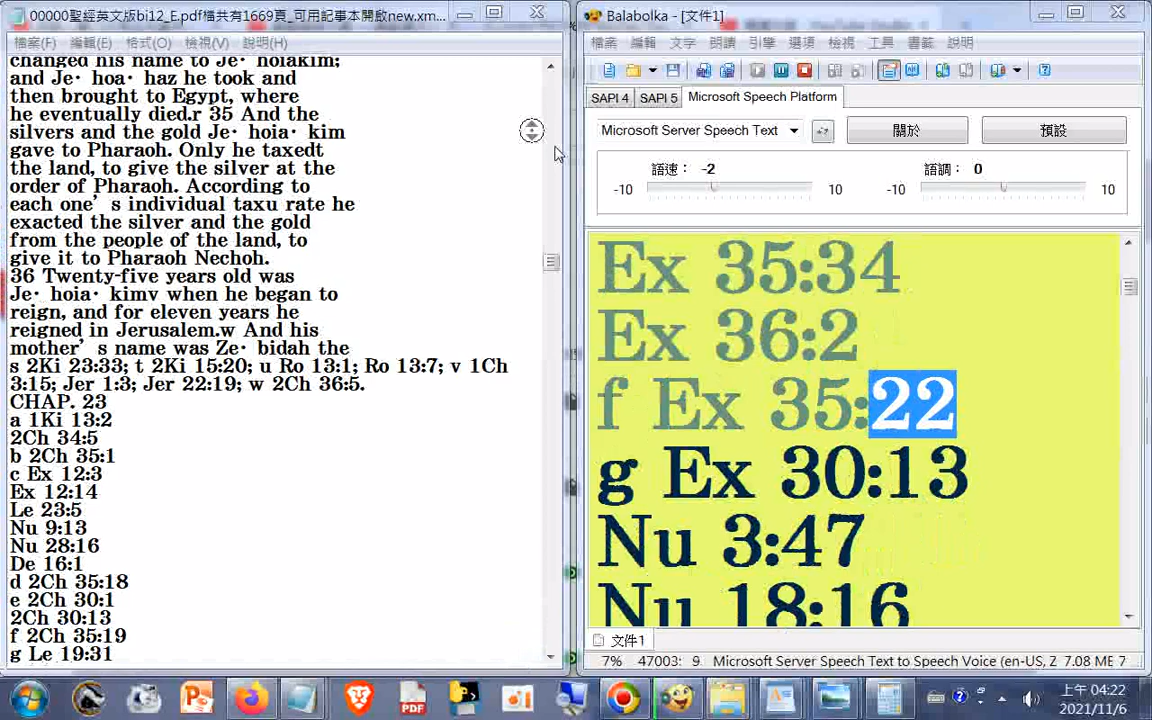 00000聖經英文版bi12_E.pdf檔共有1669頁_可用記事本開啟new.xm...
檔案(F) 編輯(E) 格式(O) 檢視(V) 說明(H)
changed his name to Je‧hoiakim;
and Je‧hoa‧haz he took and
then brought to Egypt, where
he eventually died.r 35 And the
silvers and the gold Je‧hoia‧kim
gave to Pharaoh. Only he taxedt
the land, to give the silver at the
order of Pharaoh. According to
each one’s individual taxu rate he
exacted the silver and the gold
from the people of the land, to
give it to Pharaoh Nechoh.
36 Twenty-five years old was
Je‧hoia‧kimv when he began to
reign, and for eleven years he
reigned in Jerusalem.w And his
mother’s name was Ze‧bidah the
s 2Ki 23:33; t 2Ki 15:20; u Ro 13:1; Ro 13:7; v 1Ch
3:15; Jer 1:3; Jer 22:19; w 2Ch 36:5.
CHAP. 23
a 1Ki 13:2
2Ch 34:5
b 2Ch 35:1
c Ex 12:3
Ex 12:14
Le 23:5
Nu 9:13
Nu 28:16
De 16:1
d 2Ch 35:18
e 2Ch 30:1
2Ch 30:13
f 2Ch 35:19
g Le 19:31
Balabolka - [文件1]
檔案 編輯 文字 朗讀 引擎 選項 檢視 工具 書籤 說明
SAPI 4 SAPI 5 Microsoft Speech Platform
Microsoft Server Speech Text 關於 預設
語速： -2 語調： 0
-10 10 -10 10
Ex 35:34
Ex 36:2
f Ex 35:22
g Ex 30:13
Nu 3:47
Nu 18:16
文件1
7% 47003: 9 Microsoft Server Speech Text to Speech Voice (en-US, Z 7.08 ME 7
PDF
上午 04:22
2021/11/6